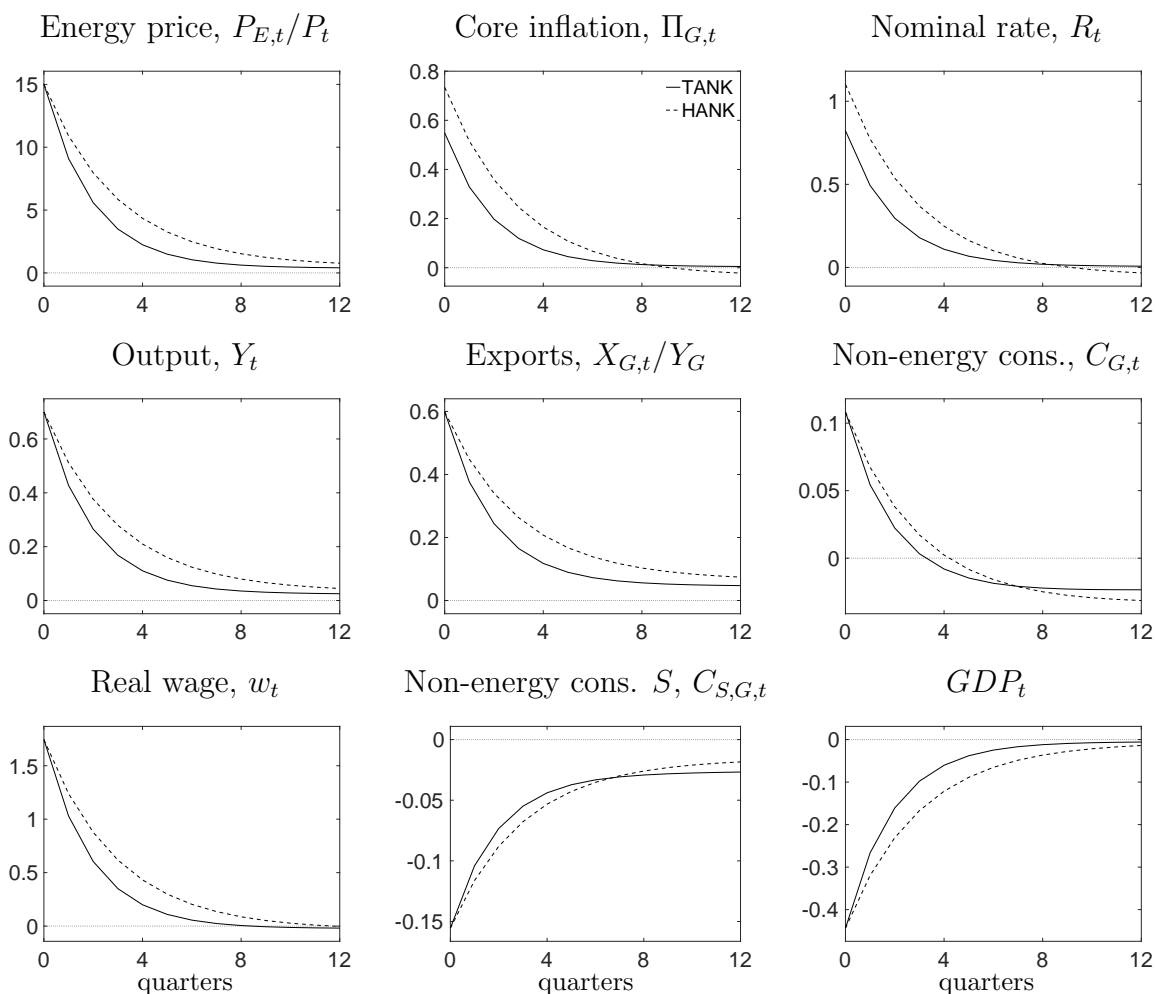 Energy price, P_{E,t}/P_t
Core inflation, Π_{G,t}
Nominal rate, R_t
15
10
5
0
0 4 8 12
0.8
0.6
0.4
0.2
0
0 4 8 12
TANK
HANK
1
0.5
0
0 4 8 12
Output, Y_t
Exports, X_{G,t}/Y_G
Non-energy cons., C_{G,t}
0.6
0.4
0.2
0
0 4 8 12
0.6
0.4
0.2
0
0 4 8 12
0.1
0.05
0
0 4 8 12
Real wage, w_t
Non-energy cons. S, C_{S,G,t}
GDP_t
1.5
1
0.5
0
0 4 8 12
quarters
0
-0.05
-0.1
-0.15
0 4 8 12
quarters
0
-0.1
-0.2
-0.3
-0.4
0 4 8 12
quarters